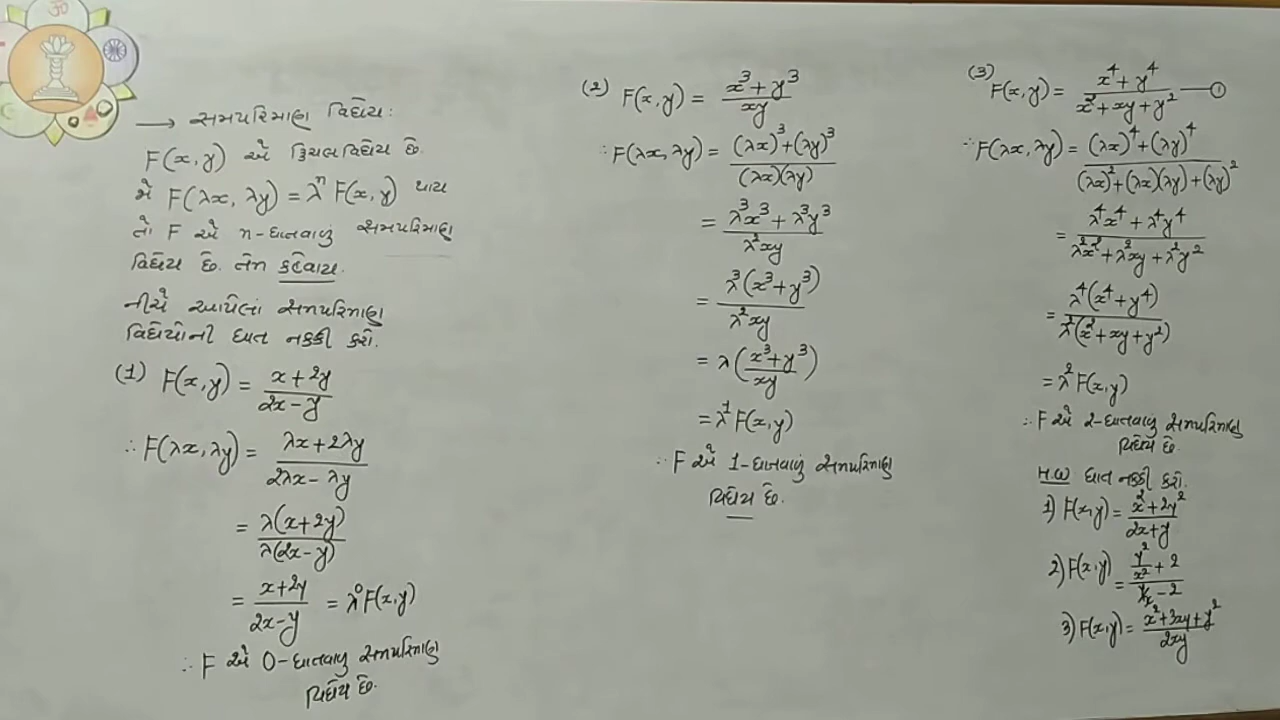 → સમપરિમાણ વિધેય:
F(x,y) એ દ્વિચલ વિધેય છે.
જો F(λx, λy) = λⁿ F(x,y) થાય
તો F એ n-ઘાતવાળું સમપરિમાણ
વિધેય છે. તેમ કહેવાય.
નીચે આપેલાં સમપરિમાણ
વિધેયોની ઘાત નક્કી કરો.
(1) F(x,y) = (x+2y)/(2x-y)
∴ F(λx, λy) = (λx+2λy)/(2λx-λy)
= λ(x+2y)/λ(2x-y)
= (x+2y)/(2x-y) = λ⁰F(x,y)
∴ F એ 0-ઘાતવાળું સમપરિમાણ
વિધેય છે.
(2) F(x,y) = (x³+y³)/xy
∴ F(λx, λy) = ((λx)³+(λy)³)/(λx)(λy)
= (λ³x³+λ³y³)/λ²xy
= λ³(x³+y³)/λ²xy
= λ((x³+y³)/xy)
= λ¹F(x,y)
∴ F એ 1-ઘાતવાળું સમપરિમાણ
વિધેય છે.
(3) F(x,y) = (x⁴+y⁴)/(x²+xy+y²) —①
∴ F(λx, λy) = ((λx)⁴+(λy)⁴)/((λx)²+(λx)(λy)+(λy)²)
= (λ⁴x⁴+λ⁴y⁴)/(λ²x²+λ²xy+λ²y²)
= λ⁴(x⁴+y⁴)/λ²(x²+xy+y²)
= λ²F(x,y)
∴ F એ 2-ઘાતવાળું સમપરિમાણ
વિધેય છે.
H.W ઘાત નક્કી કરો.
1) F(x,y) = (x²+2y²)/(2x+y)
2) F(x,y) = (y²/x²+2)/(y/x-2)
3) F(x,y) = (x²+3xy+y²)/2xy